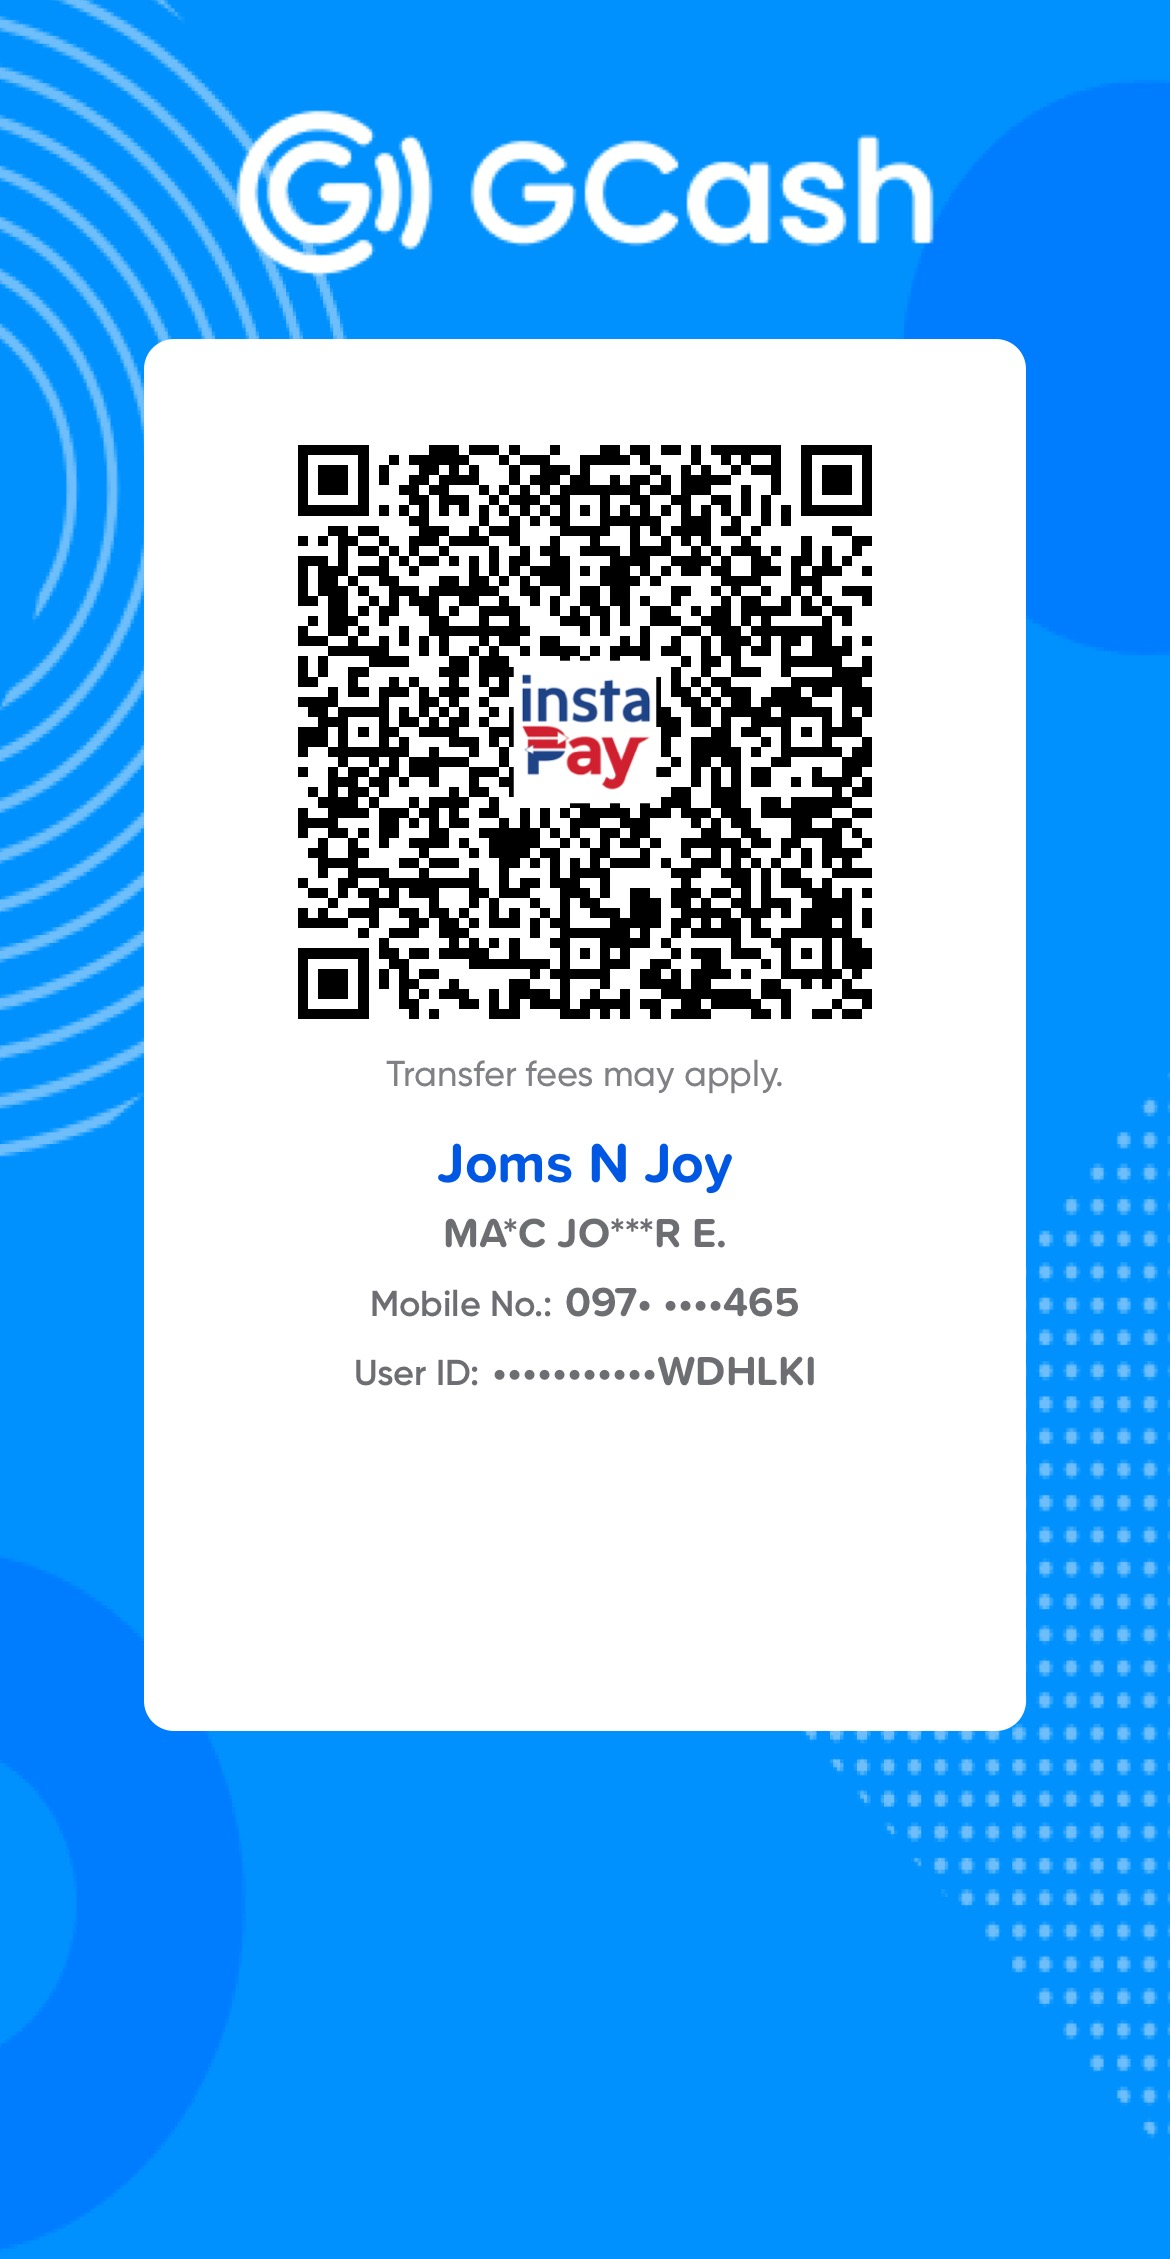 GCash
insta
Pay
Transfer fees may apply.
Joms N Joy
MA*C JO***R E.
Mobile No.: 097• ••••465
User ID: •••••••••••WDHLKI